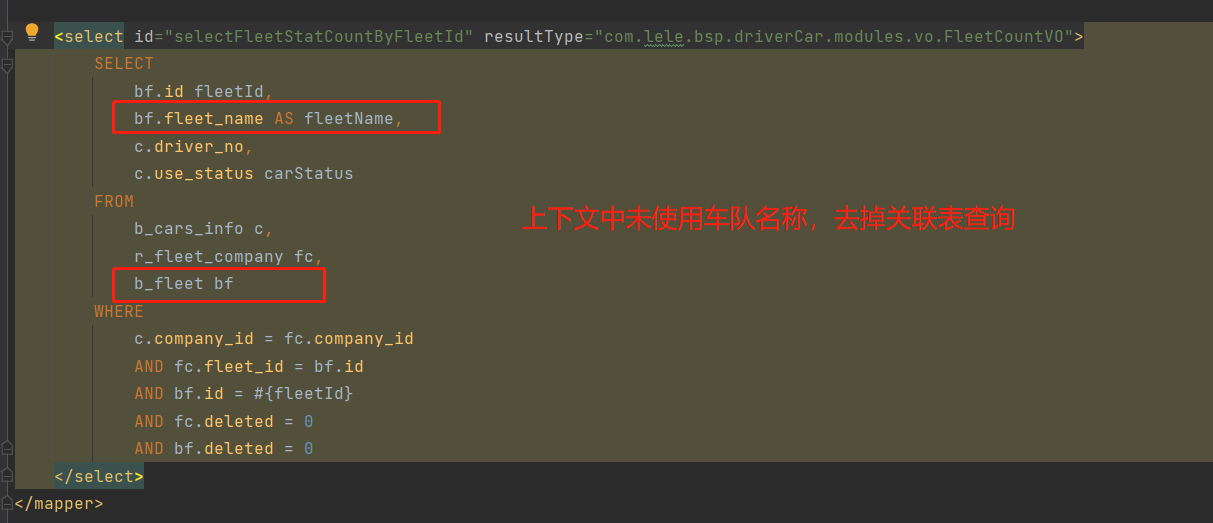 <select id="selectFleetStatCountByFleetId" resultType="com.lele.bsp.driverCar.modules.vo.FleetCountVO">
SELECT
bf.id fleetId,
bf.fleet_name AS fleetName,
c.driver_no,
c.use_status carStatus
FROM
上下文中未使用车队名称，去掉关联表查询
b_cars_info c,
r_fleet_company fc,
b_fleet bf
WHERE
c.company_id = fc.company_id
AND fc.fleet_id = bf.id
AND bf.id = #{fleetId}
AND fc.deleted = 0
AND bf.deleted = 0
</select>
</mapper>